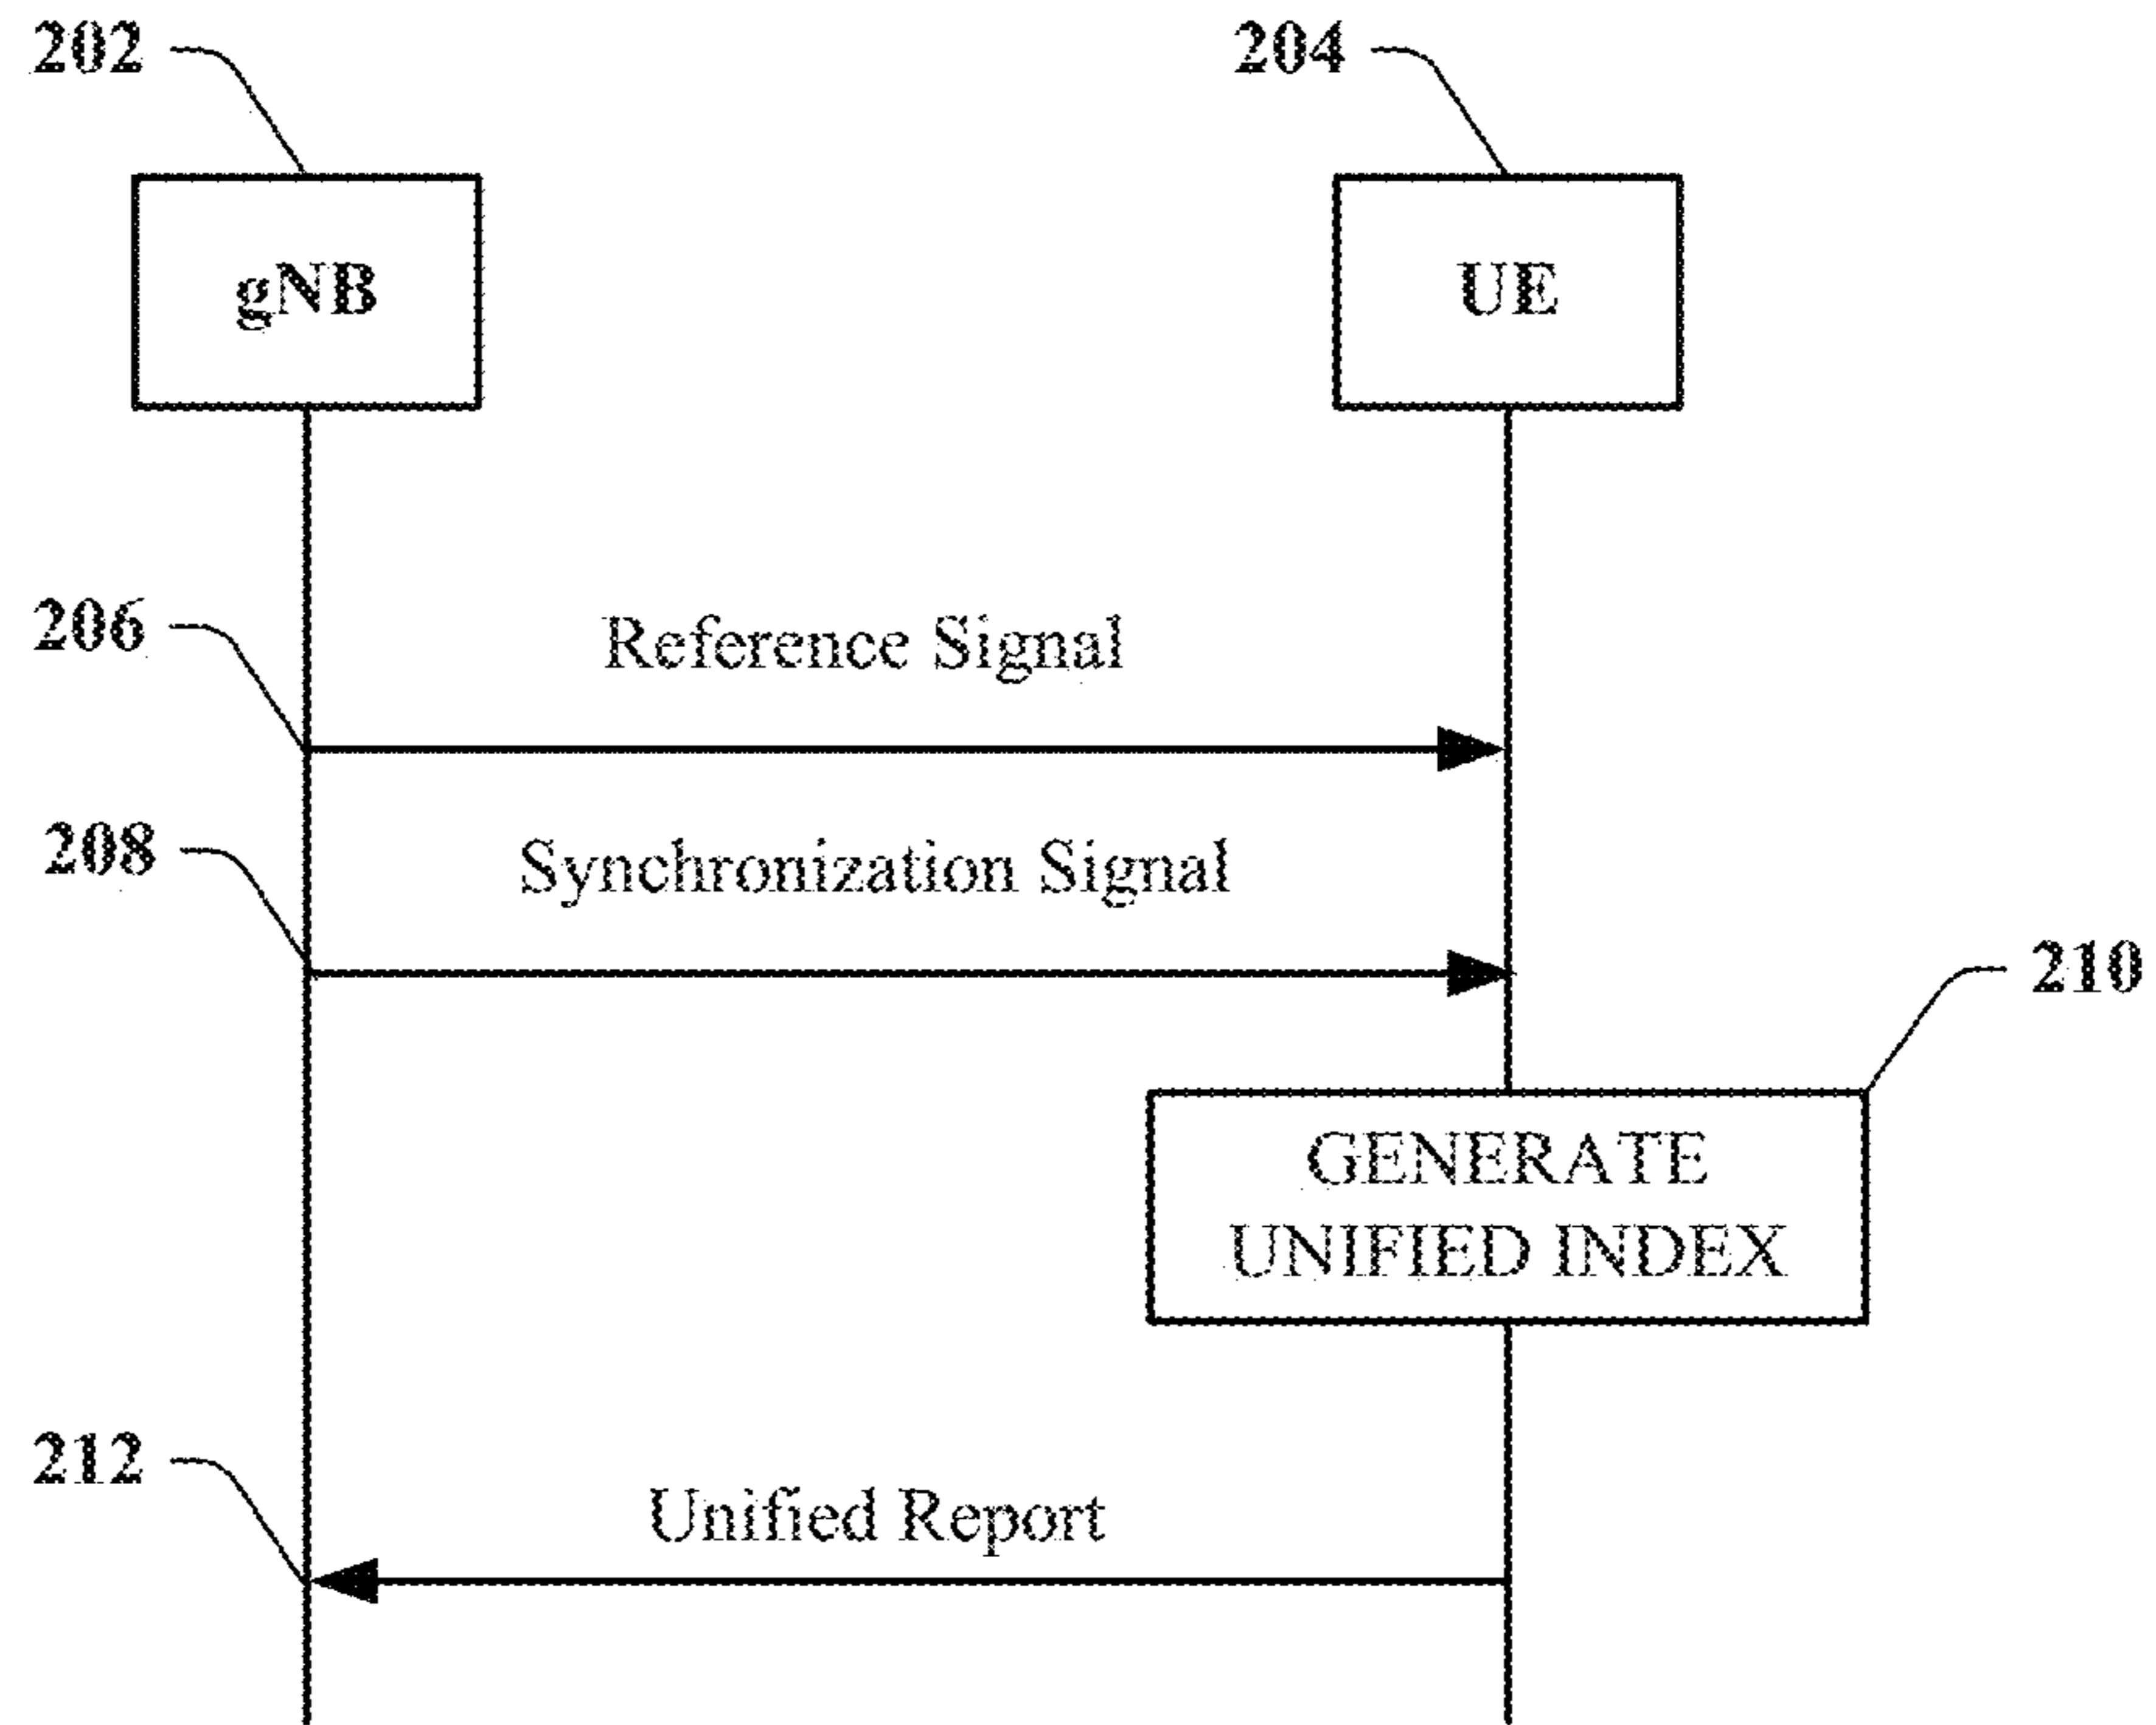 202
204
gNB
UE
206
Reference Signal
208
Synchronization Signal
210
GENERATE
UNIFIED INDEX
212
Unified Report